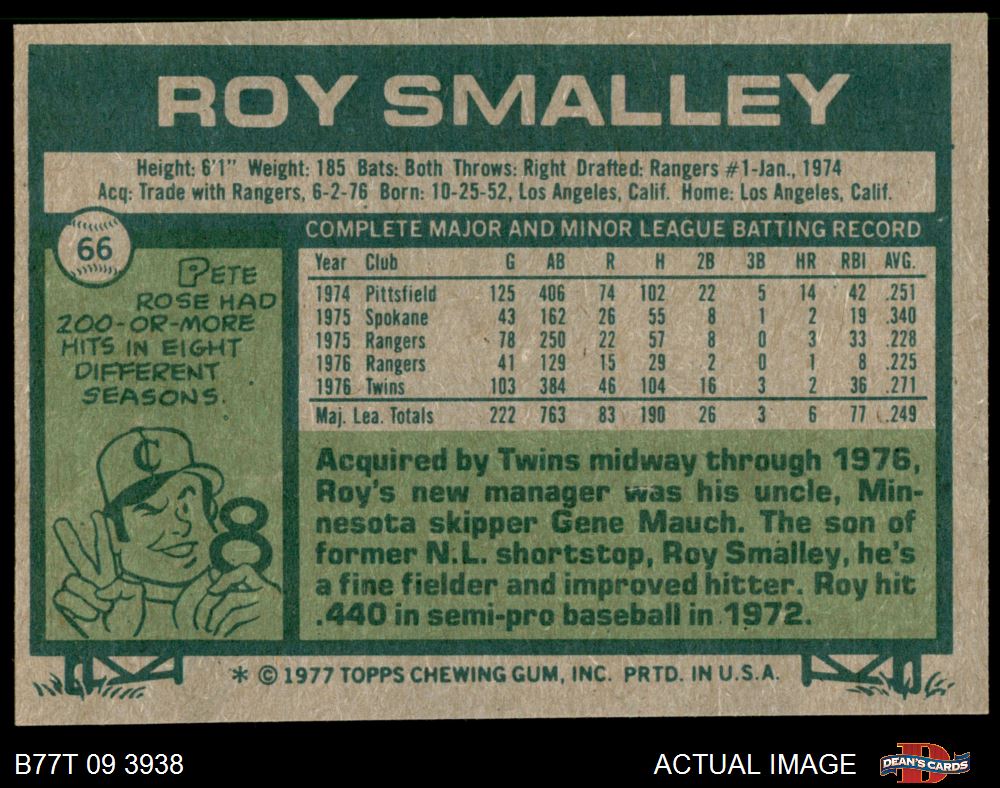 ROY SMALLEY
Height: 6'1" Weight: 185 Bats: Both Throws: Right Drafted: Rangers #1-Jan., 1974
Acq: Trade with Rangers, 6-2-76 Born: 10-25-52, Los Angeles, Calif. Home: Los Angeles, Calif.
66
PETE
ROSE HAD
200-OR-MORE
HITS IN EIGHT
DIFFERENT
SEASONS.
C
8
COMPLETE MAJOR AND MINOR LEAGUE BATTING RECORD
Year Club G AB R H 2B 3B HR RBI AVG.
1974 Pittsfield 125 406 74 102 22 5 14 42 .251
1975 Spokane 43 162 26 55 8 1 2 19 .340
1975 Rangers 78 250 22 57 8 0 3 33 .228
1976 Rangers 41 129 15 29 2 0 1 8 .225
1976 Twins 103 384 46 104 16 3 2 36 .271
Maj. Lea. Totals 222 763 83 190 26 3 6 77 .249
Acquired by Twins midway through 1976,
Roy's new manager was his uncle, Min-
nesota skipper Gene Mauch. The son of
former N.L. shortstop, Roy Smalley, he's
a fine fielder and improved hitter. Roy hit
.440 in semi-pro baseball in 1972.
* © 1977 TOPPS CHEWING GUM, INC. PRTD. IN U.S.A.
B77T 09 3938
ACTUAL IMAGE
D
DEAN'S CARDS